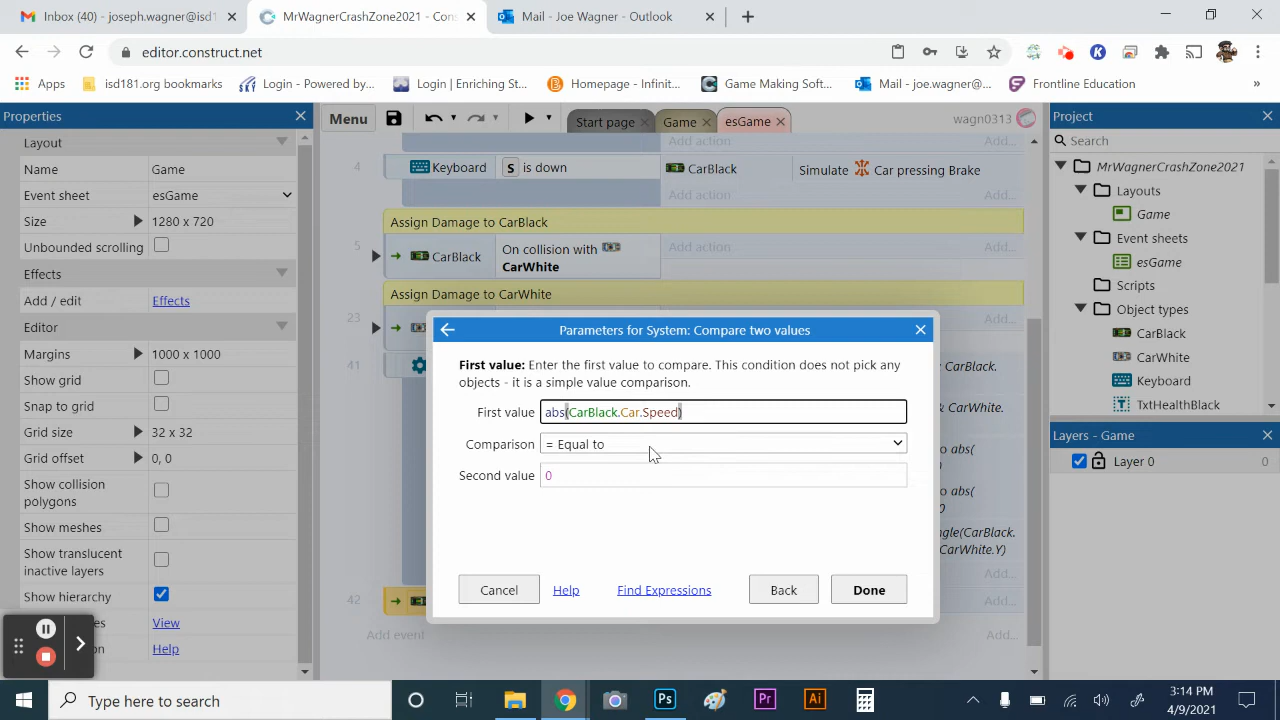 Inbox (40) - joseph.wagner@isd1
MrWagnerCrashZone2021 - Cons
Mail - Joe Wagner - Outlook
editor.construct.net
Apps
isd181.org bookmarks
Login - Powered by...
Login | Enriching St...
Homepage - Infinit...
Game Making Soft...
Mail - joe.wagner@...
Frontline Education
»
Properties
Menu
Start page
Game
esGame
wagn0313
Project
Layout
Name
Game
Event sheet
esGame
Size
1280 x 720
Unbounded scrolling
Effects
Add / edit
Effects
Editor
Margins
1000 x 1000
Show grid
Snap to grid
Grid size
32 x 32
Grid offset
0, 0
Show collision
polygons
Show meshes
Show translucent
inactive layers
Show hierarchy
View
Help
Add action
Add...
4
Keyboard
S is down
CarBlack
Simulate Car pressing Brake
Add action
Add...
Assign Damage to CarBlack
5
CarBlack
On collision with
CarWhite
Add action
Add...
Assign Damage to CarWhite
23
Add...
41
CarBlack.
& CarWhite.
to abs(
to abs(
0
ngle(CarBlack.
CarWhite.Y)
Add...
42
Add...
Add event
Add...
Parameters for System: Compare two values
First value: Enter the first value to compare. This condition does not pick any
objects - it is a simple value comparison.
First value
abs(CarBlack.Car.Speed)
Comparison
= Equal to
Second value
0
Cancel
Help
Find Expressions
Back
Done
Search
MrWagnerCrashZone2021
Layouts
Game
Event sheets
esGame
Scripts
Object types
CarBlack
CarWhite
Keyboard
TxtHealthBlack
Layers - Game
Layer 0
0
Type here to search
3:14 PM
4/9/2021